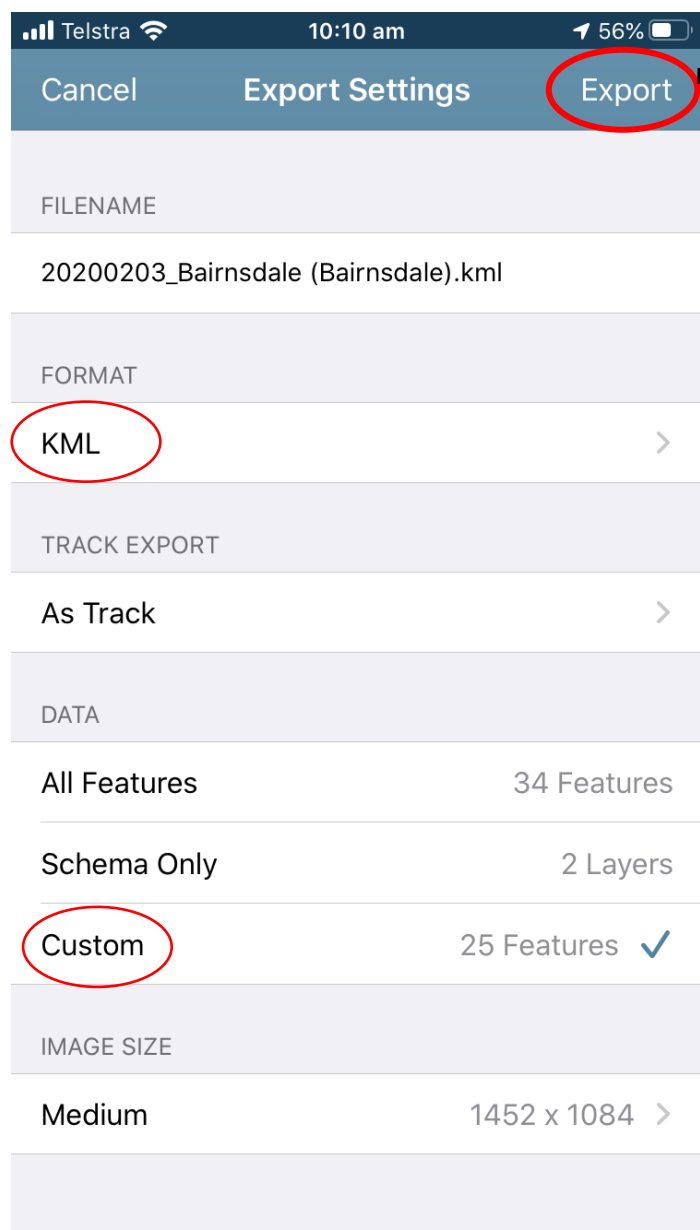 Telstra 10:10 am 56%
Cancel Export Settings Export
FILENAME
20200203_Bairnsdale (Bairnsdale).kml
FORMAT
KML
TRACK EXPORT
As Track
DATA
All Features 34 Features
Schema Only 2 Layers
Custom 25 Features
IMAGE SIZE
Medium 1452 x 1084